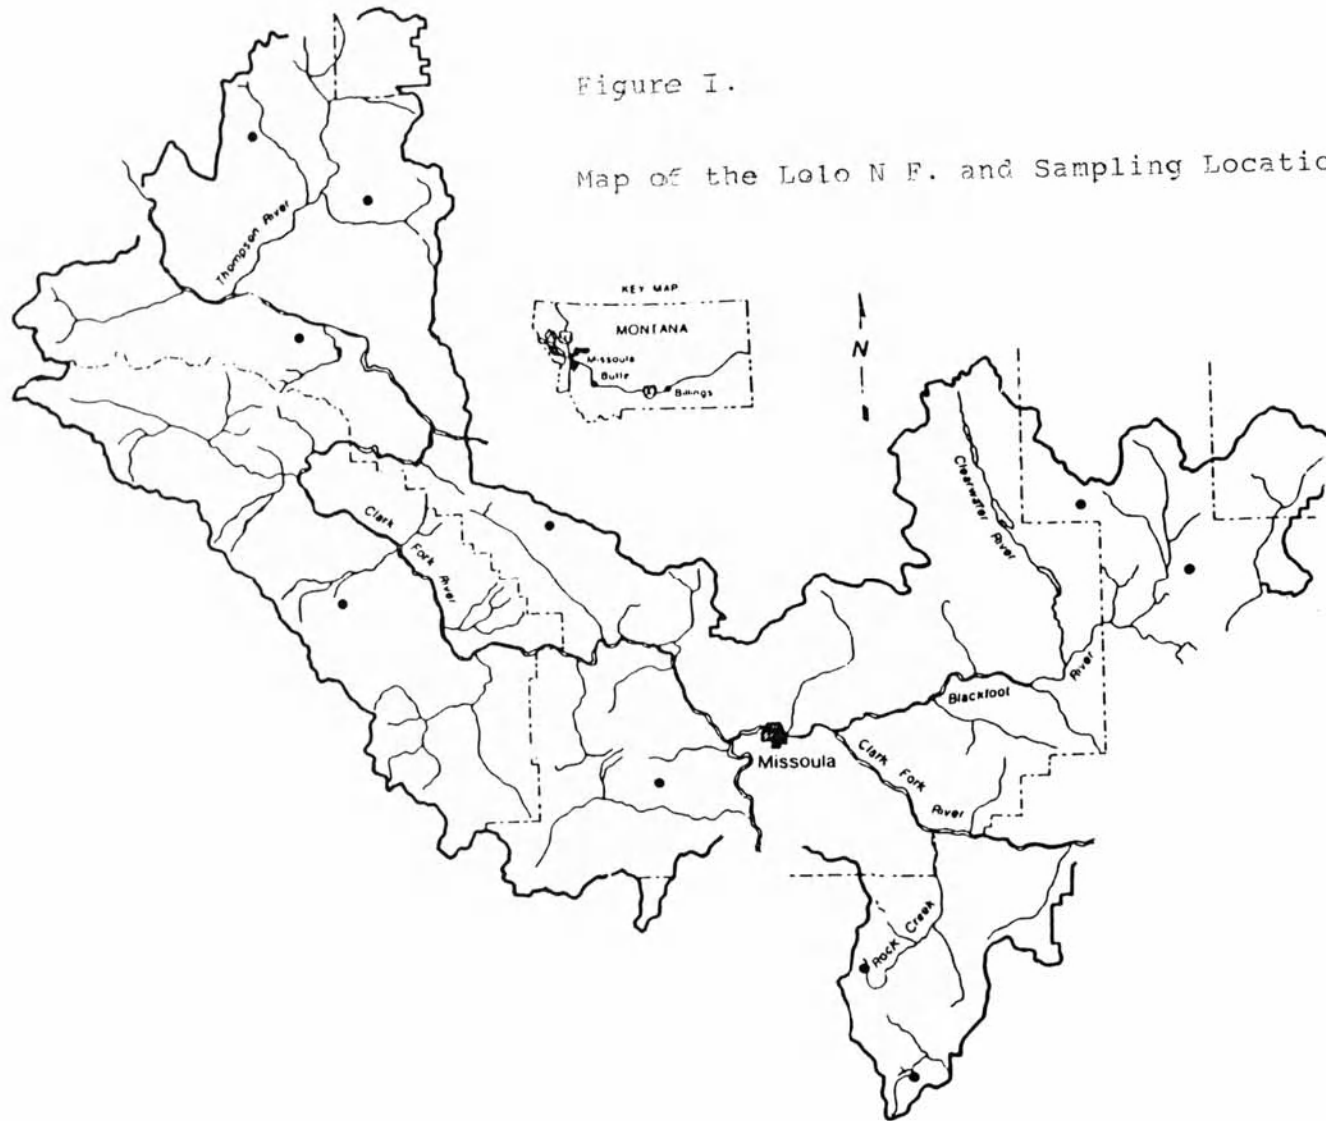 Figure I.
Map of the Lolo N F. and Sampling Locatio
Thompson River
KEY MAP
MONTANA
Missoula
Butte
Billings
N
Clearwater River
Clark Fork River
River
Blackfoot
Missoula
Clark Fork River
Rock Creek